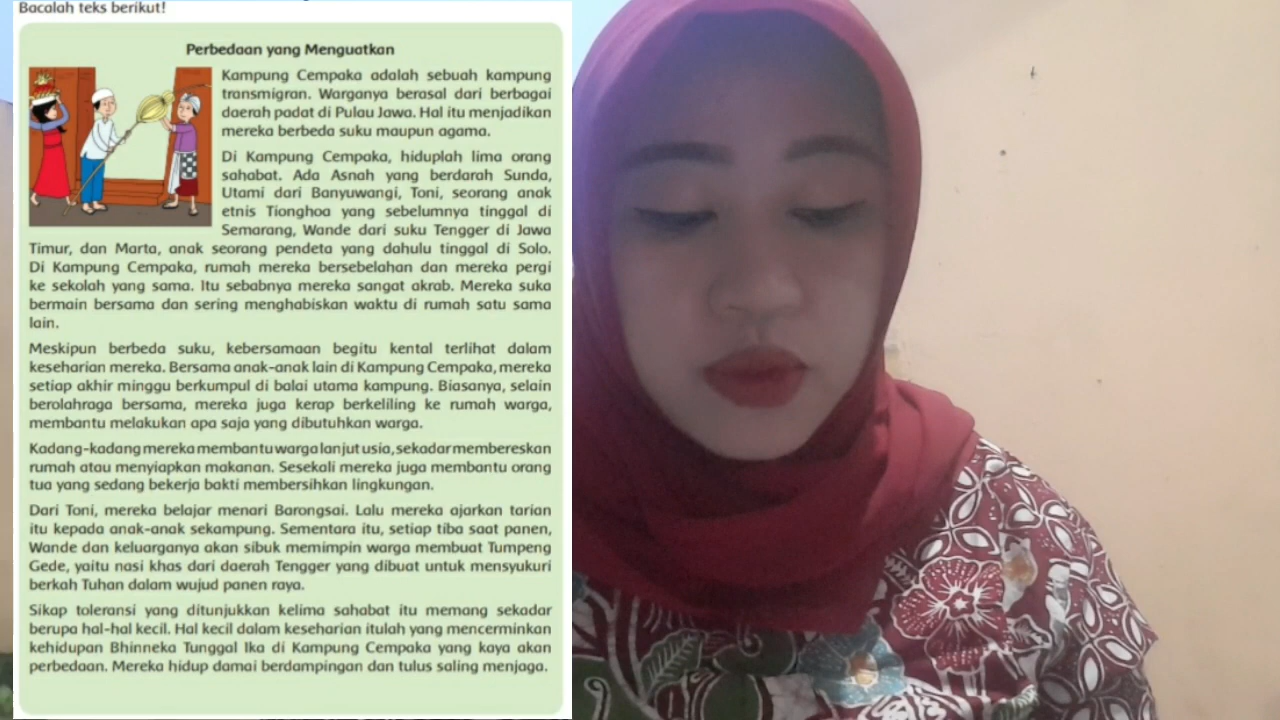 Bacalah teks berikut!
Perbedaan yang Menguatkan
Kampung Cempaka adalah sebuah kampung
transmigran. Warganya berasal dari berbagai
daerah padat di Pulau Jawa. Hal itu menjadikan
mereka berbeda suku maupun agama.
Di Kampung Cempaka, hiduplah lima orang
sahabat. Ada Asnah yang berdarah Sunda,
Utami dari Banyuwangi, Toni, seorang anak
etnis Tionghoa yang sebelumnya tinggal di
Semarang, Wande dari suku Tengger di Jawa
Timur, dan Marta, anak seorang pendeta yang dahulu tinggal di Solo.
Di Kampung Cempaka, rumah mereka bersebelahan dan mereka pergi
ke sekolah yang sama. Itu sebabnya mereka sangat akrab. Mereka suka
bermain bersama dan sering menghabiskan waktu di rumah satu sama
lain.
Meskipun berbeda suku, kebersamaan begitu kental terlihat dalam
keseharian mereka. Bersama anak-anak lain di Kampung Cempaka, mereka
setiap akhir minggu berkumpul di balai utama kampung. Biasanya, selain
berolahraga bersama, mereka juga kerap berkeliling ke rumah warga,
membantu melakukan apa saja yang dibutuhkan warga.
Kadang-kadang mereka membantu warga lanjut usia, sekadar membereskan
rumah atau menyiapkan makanan. Sesekali mereka juga membantu orang
tua yang sedang bekerja bakti membersihkan lingkungan.
Dari Toni, mereka belajar menari Barongsai. Lalu mereka ajarkan tarian
itu kepada anak-anak sekampung. Sementara itu, setiap tiba saat panen,
Wande dan keluarganya akan sibuk memimpin warga membuat Tumpeng
Gede, yaitu nasi khas dari daerah Tengger yang dibuat untuk mensyukuri
berkah Tuhan dalam wujud panen raya.
Sikap toleransi yang ditunjukkan kelima sahabat itu memang sekadar
berupa hal-hal kecil. Hal kecil dalam keseharian itulah yang mencerminkan
kehidupan Bhinneka Tunggal Ika di Kampung Cempaka yang kaya akan
perbedaan. Mereka hidup damai berdampingan dan tulus saling menjaga.